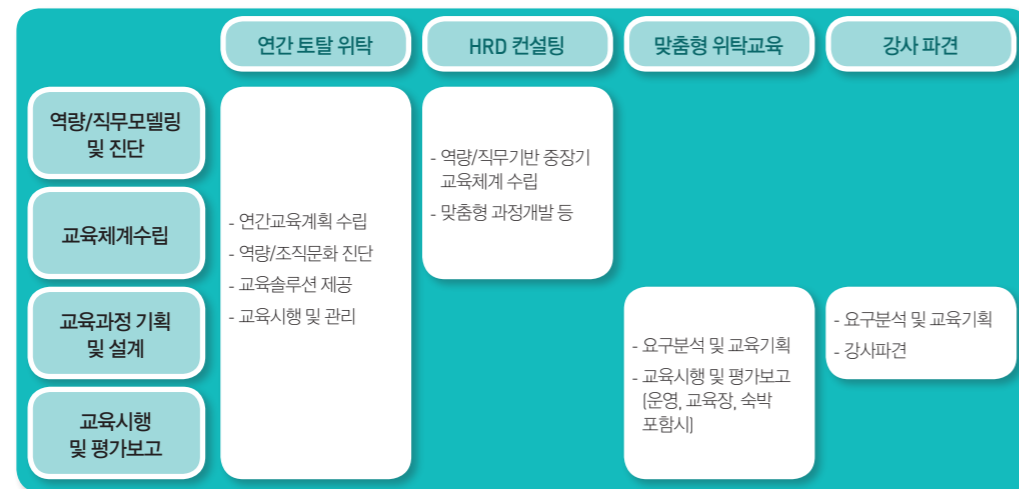 연간 토탈 위탁
HRD 컨설팅
맞춤형 위탁교육
강사 파견
역량/직무모델링
및 진단
교육체계수립
교육과정 기획
및 설계
교육시행
및 평가보고
- 연간교육계획 수립
- 역량/조직문화 진단
- 교육솔루션 제공
- 교육시행 및 관리
- 역량/직무기반 중장기
교육체계 수립
- 맞춤형 과정개발 등
- 요구분석 및 교육기획
- 교육시행 및 평가보고
(운영, 교육장, 숙박
포함시)
- 요구분석 및 교육기획
- 강사파견